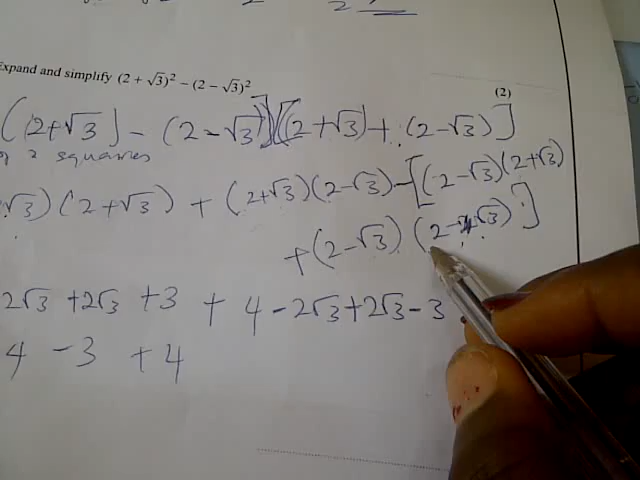 2
Expand and simplify (2 + √3)² – (2 – √3)²
(2)
[(2+√3) – (2 – √3)][(2 + √3) + (2 – √3)]
of 2 squares
√3)(2+√3) + (2+√3)(2–√3) – [(2–√3)(2+√3)
+ (2–√3)(2–√3)]
2√3 + 2√3 + 3 + 4 – 2√3 + 2√3 – 3
4 – 3 + 4